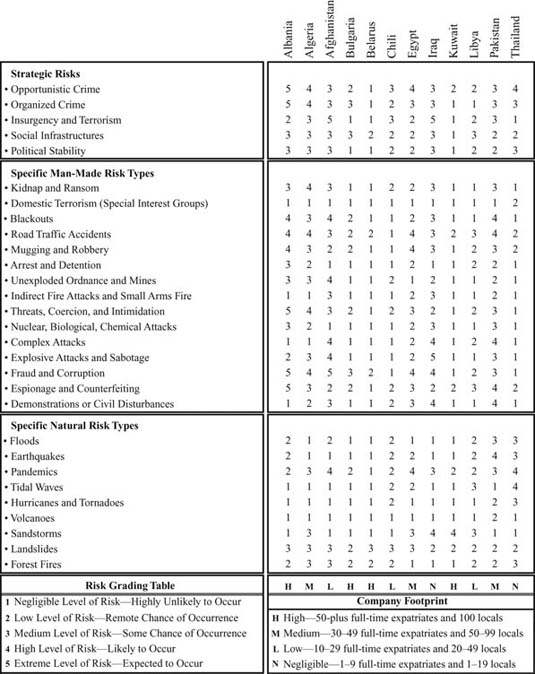 Albania Algeria Afghanistan Bulgaria Belarus Chili Egypt Iraq Kuwait Libya Pakistan Thailand
Strategic Risks
• Opportunistic Crime 5 4 3 2 1 3 4 3 2 2 3 4
• Organized Crime 5 4 3 3 1 2 3 3 1 1 3 3
• Insurgency and Terrorism 2 3 5 1 1 3 2 5 1 2 3 1
• Social Infrastructures 3 3 3 3 2 2 2 3 1 3 2 2
• Political Stability 3 3 3 1 1 2 2 3 1 2 2 3
Specific Man-Made Risk Types
• Kidnap and Ransom 3 4 3 1 1 2 2 3 1 1 3 1
• Domestic Terrorism (Special Interest Groups) 1 1 1 1 1 1 1 1 1 1 1 2
• Blackouts 4 3 4 2 1 1 2 3 1 1 4 1
• Road Traffic Accidents 4 4 3 2 2 1 4 3 2 3 4 2
• Mugging and Robbery 4 3 2 2 1 1 4 3 1 2 3 2
• Arrest and Detention 3 2 1 1 1 1 2 1 1 2 2 1
• Unexploded Ordnance and Mines 3 3 4 1 1 2 1 2 1 1 2 1
• Indirect Fire Attacks and Small Arms Fire 1 1 3 1 1 1 2 3 1 1 2 1
• Threats, Coercion, and Intimidation 5 4 3 2 1 2 3 2 1 2 3 1
• Nuclear, Biological, Chemical Attacks 3 2 1 1 1 1 2 3 1 1 3 1
• Complex Attacks 1 1 4 1 1 1 2 4 1 2 4 1
• Explosive Attacks and Sabotage 2 3 4 1 1 1 2 5 1 1 3 1
• Fraud and Corruption 5 4 5 3 2 1 4 4 1 2 3 1
• Espionage and Counterfeiting 5 3 2 2 1 2 3 2 2 3 4 2
• Demonstrations or Civil Disturbances 1 2 3 1 1 2 3 4 1 1 4 1
Specific Natural Risk Types
• Floods 2 1 2 1 1 2 1 1 1 2 3 3
• Earthquakes 2 2 1 1 1 2 2 1 1 2 4 3
• Pandemics 2 3 4 2 1 2 4 3 2 2 3 4
• Tidal Waves 1 1 1 1 1 2 2 1 1 3 1 4
• Hurricanes and Tornadoes 1 1 1 1 1 2 1 1 1 1 2 3
• Volcanoes 1 1 1 1 1 1 1 1 1 1 2 1
• Sandstorms 1 3 1 1 1 1 3 4 4 3 1 1
• Landslides 3 3 3 2 3 3 3 2 2 2 2 2
• Forest Fires 2 3 3 2 2 2 1 1 1 2 2 3
Risk Grading Table H M L H H L M N H L M N
1 Negligible Level of Risk—Highly Unlikely to Occur
2 Low Level of Risk—Remote Chance of Occurrence
3 Medium Level of Risk—Some Chance of Occurrence
4 High Level of Risk—Likely to Occur
5 Extreme Level of Risk—Expected to Occur
Company Footprint
H High—50-plus full-time expatriates and 100 locals
M Medium—30–49 full-time expatriates and 50–99 locals
L Low—10–29 full-time expatriates and 20–49 locals
N Negligible—1–9 full-time expatriates and 1–19 locals